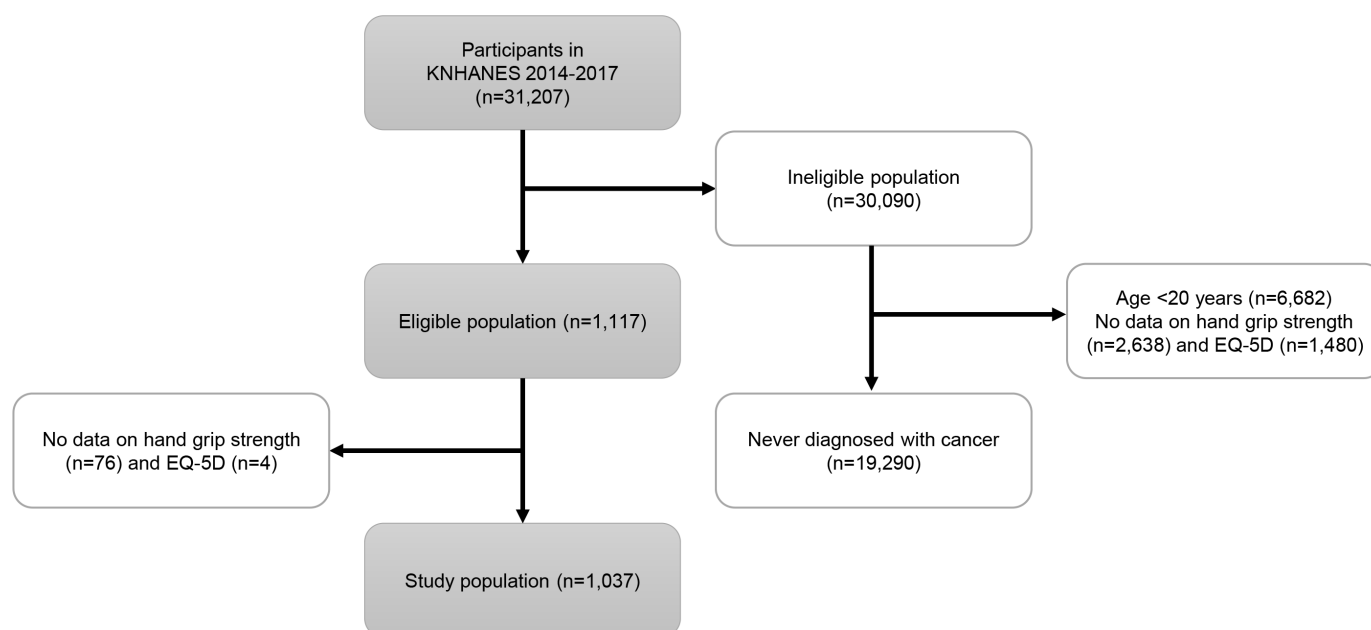 Participants in
KNHANES 2014-2017
(n=31,207)
Ineligible population
(n=30,090)
Eligible population (n=1,117)
Age <20 years (n=6,682)
No data on hand grip strength
(n=2,638) and EQ-5D (n=1,480)
No data on hand grip strength
(n=76) and EQ-5D (n=4)
Never diagnosed with cancer
(n=19,290)
Study population (n=1,037)